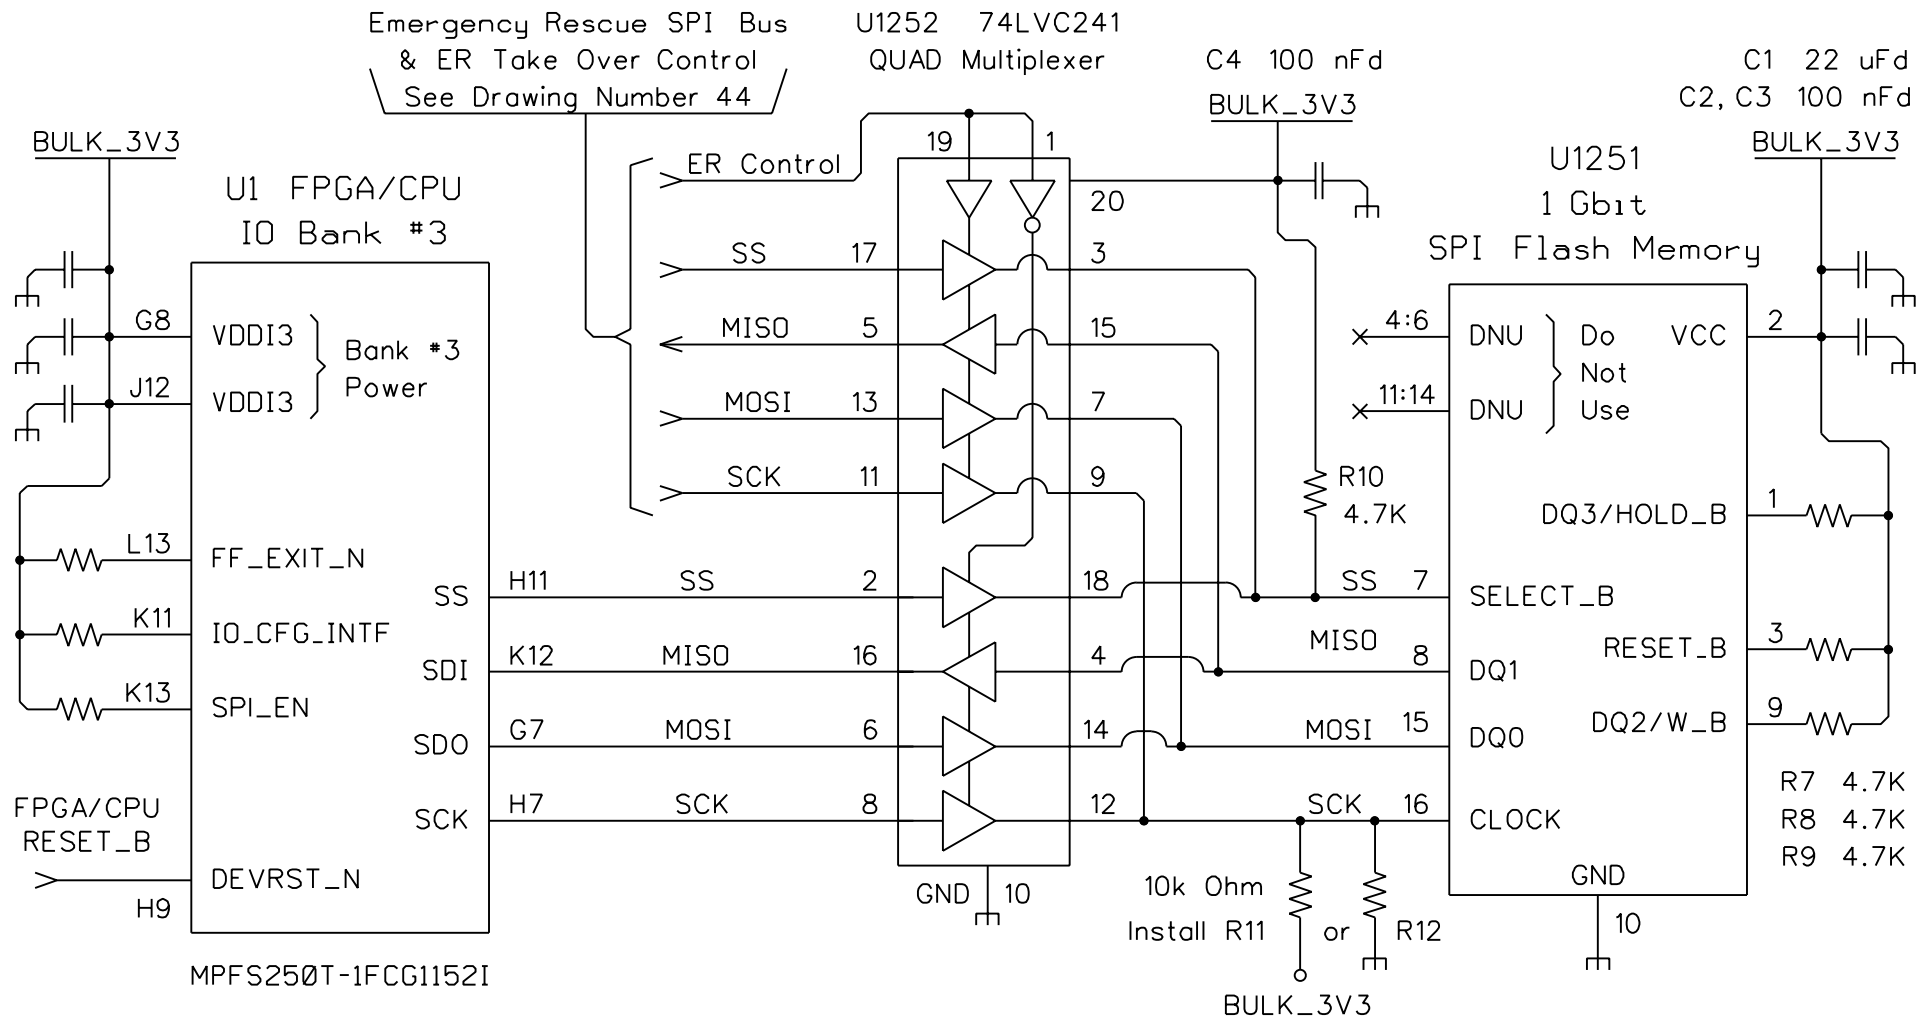 Emergency Rescue SPI Bus
& ER Take Over Control
See Drawing Number 44
U1252 74LVC241
QUAD Multiplexer
C4 100 nFd
BULK_3V3
C1 22 uFd
C2, C3 100 nFd
BULK_3V3
BULK_3V3
U1 FPGA/CPU
IO Bank #3
G8
VDDI3
J12
VDDI3
Bank #3
Power
L13
FF_EXIT_N
K11
IO_CFG_INTF
K13
SPI_EN
FPGA/CPU
RESET_B
DEVRST_N
H9
SS
SDI
SDO
SCK
MPFS250T-1FCG1152I
H11 SS 2
K12 MISO 16
G7 MOSI 6
H7 SCK 8
ER Control
19
1
20
SS 17
3
MISO 5
15
MOSI 13
7
SCK 11
9
18
4
14
12
GND 10
R10
4.7K
SS 7
MISO
8
MOSI 15
SCK 16
10k Ohm
Install R11 or R12
BULK_3V3
U1251
1 Gbit
SPI Flash Memory
4:6
DNU
11:14
DNU
Do
Not
Use
VCC
2
DQ3/HOLD_B
1
SELECT_B
RESET_B
3
DQ1
DQ2/W_B
9
DQ0
CLOCK
GND
10
R7 4.7K
R8 4.7K
R9 4.7K